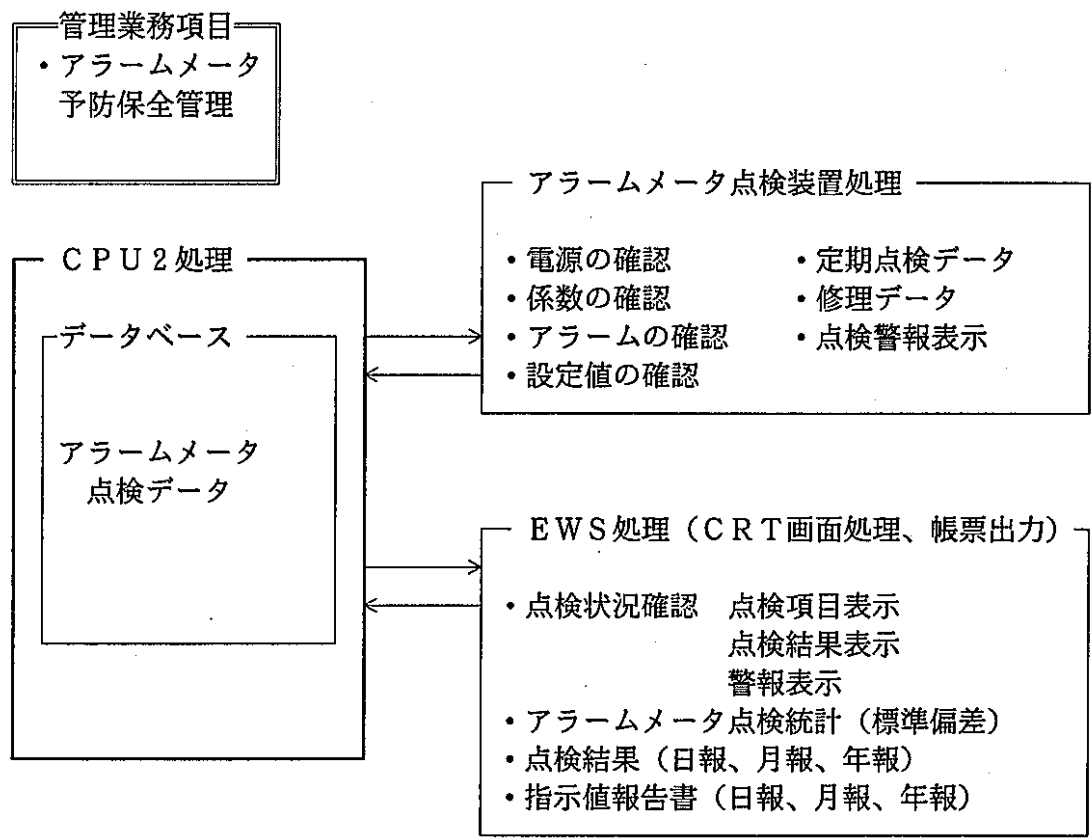 管理業務項目
・アラームメータ
予防保全管理
アラームメータ点検装置処理
・電源の確認 ・定期点検データ
・係数の確認 ・修理データ
・アラームの確認 ・点検警報表示
・設定値の確認
CPU2処理
データベース
アラームメータ
点検データ
EWS処理(CRT画面処理、帳票出力)
・点検状況確認 点検項目表示
点検結果表示
警報表示
・アラームメータ点検統計(標準偏差)
・点検結果(日報、月報、年報)
・指示値報告書(日報、月報、年報)